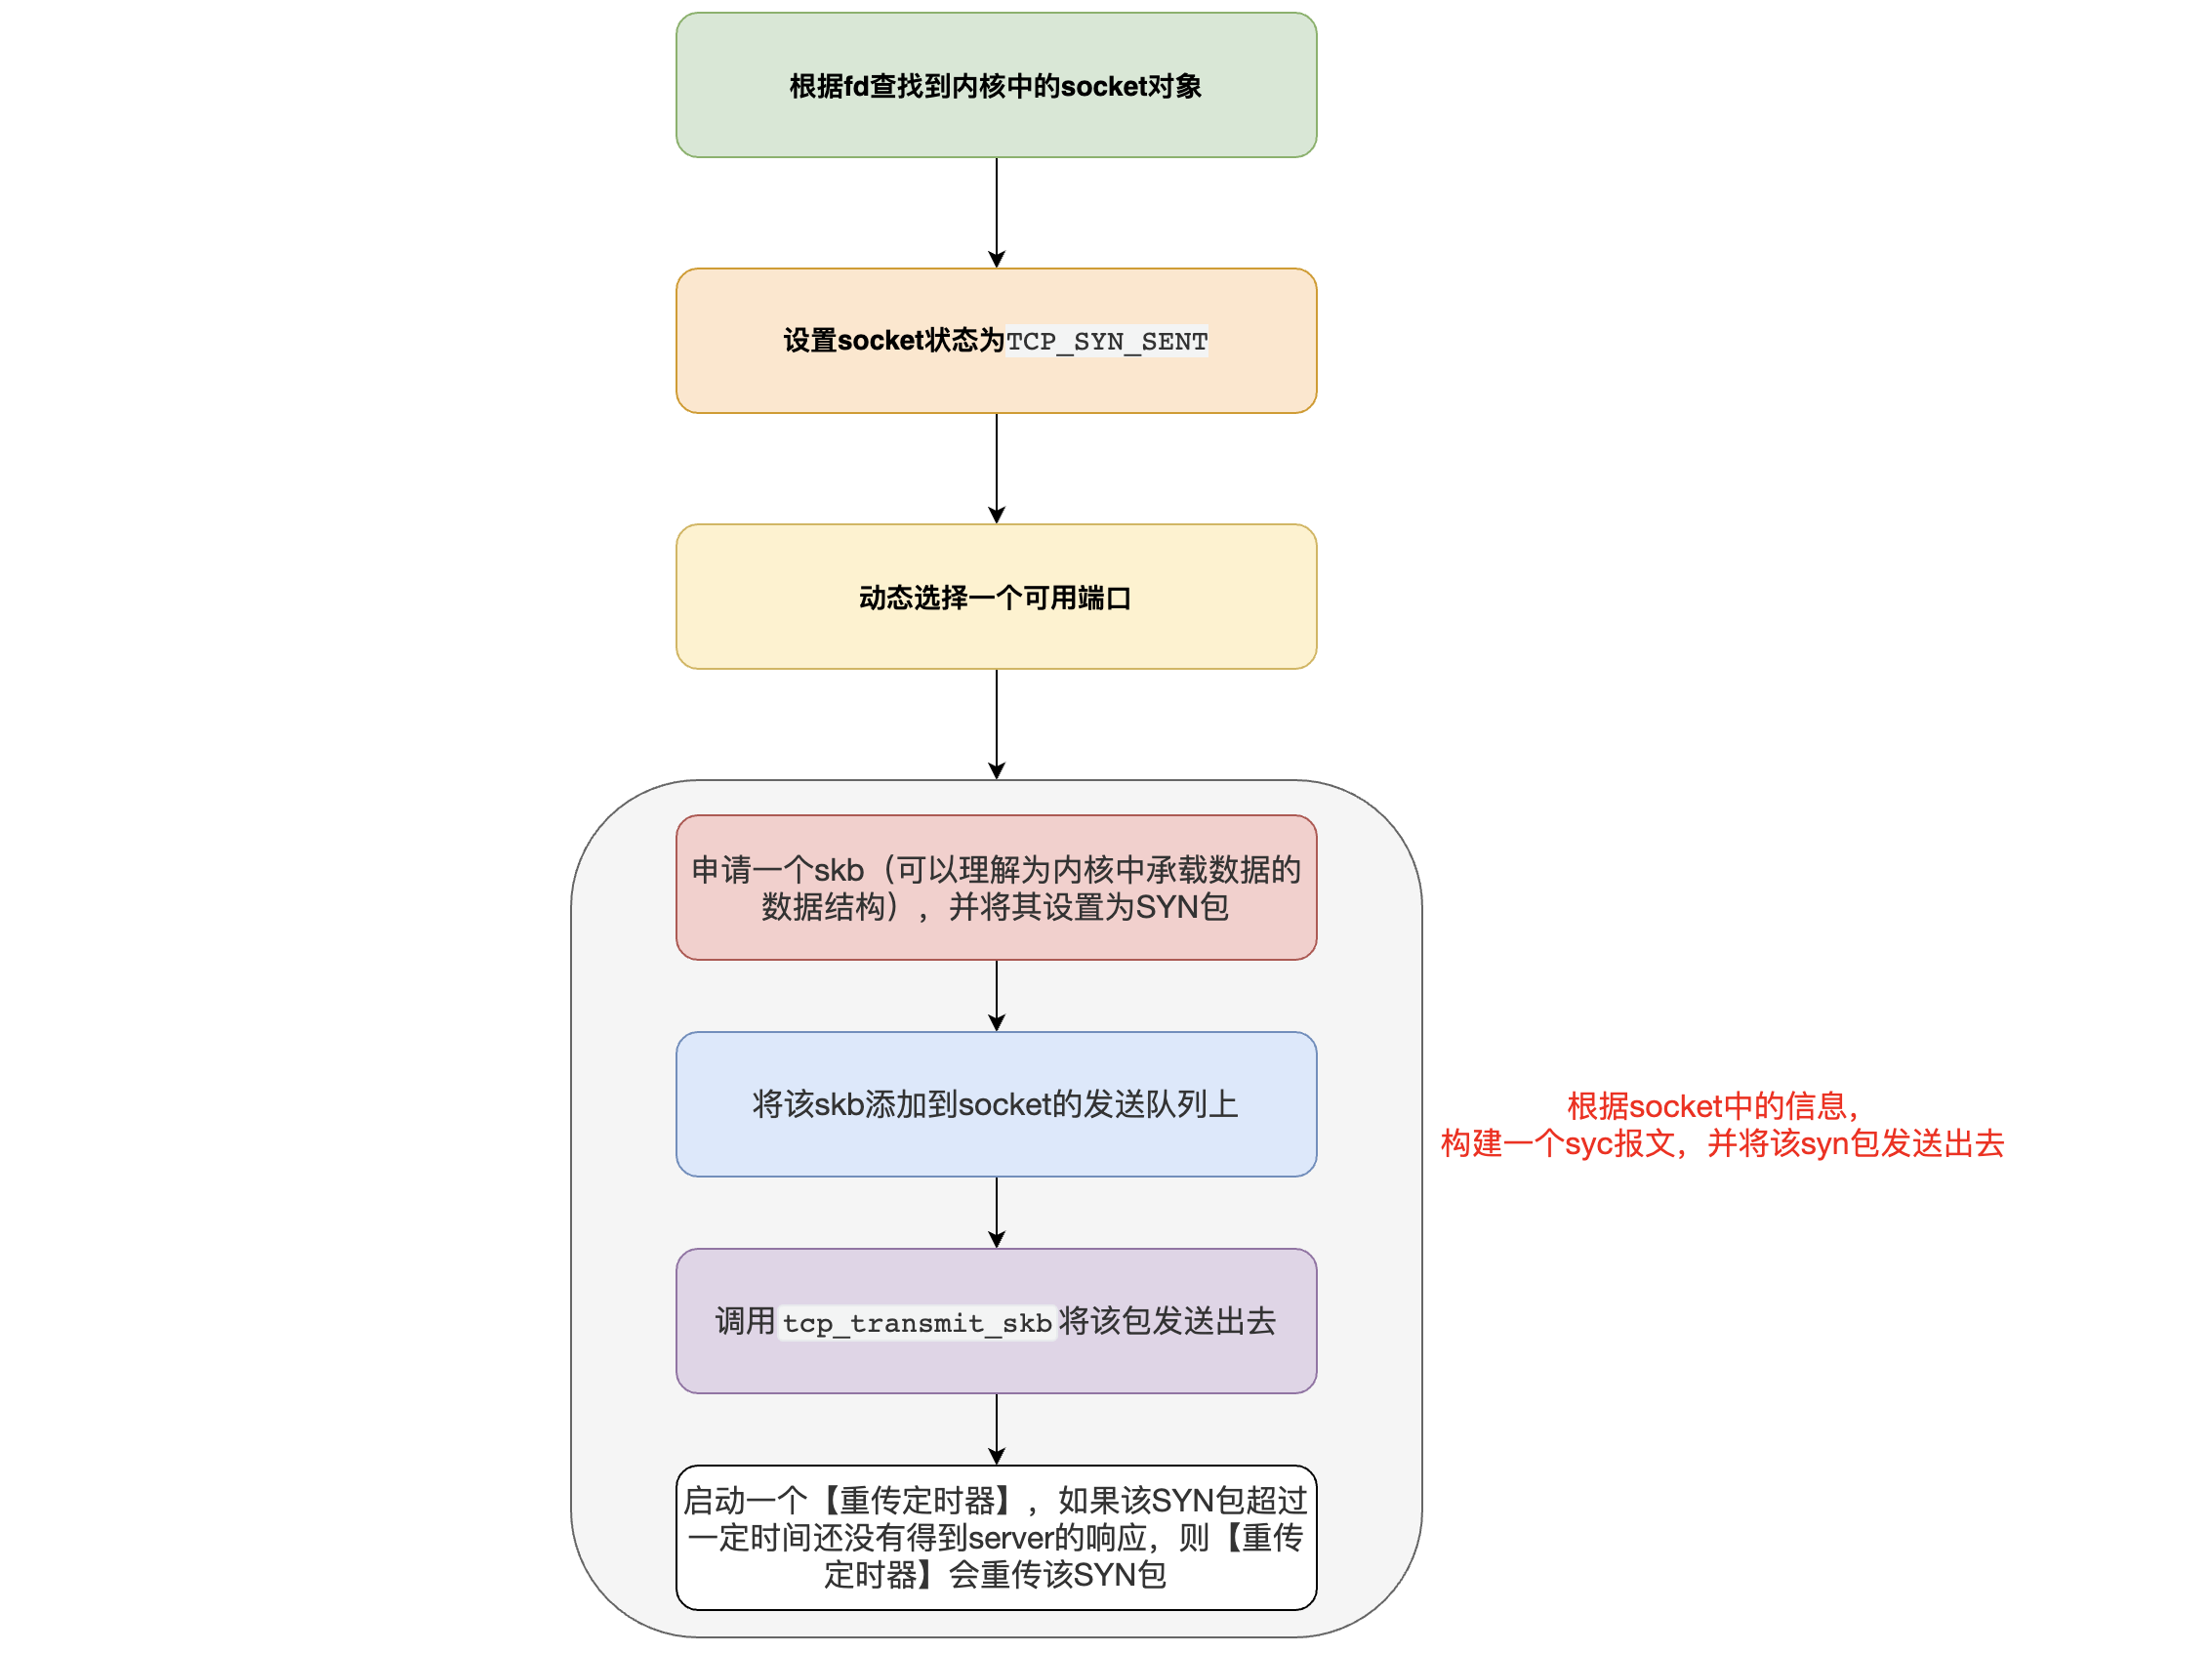 根据fd查找到内核中的socket对象
设置socket状态为TCP_SYN_SENT
动态选择一个可用端口
申请一个skb（可以理解为内核中承载数据的
数据结构），并将其设置为SYN包
将该skb添加到socket的发送队列上
根据socket中的信息，
构建一个syc报文，并将该syn包发送出去
调用tcp_transmit_skb将该包发送出去
启动一个【重传定时器】，如果该SYN包超过
一定时间还没有得到server的响应，则【重传
定时器】会重传该SYN包